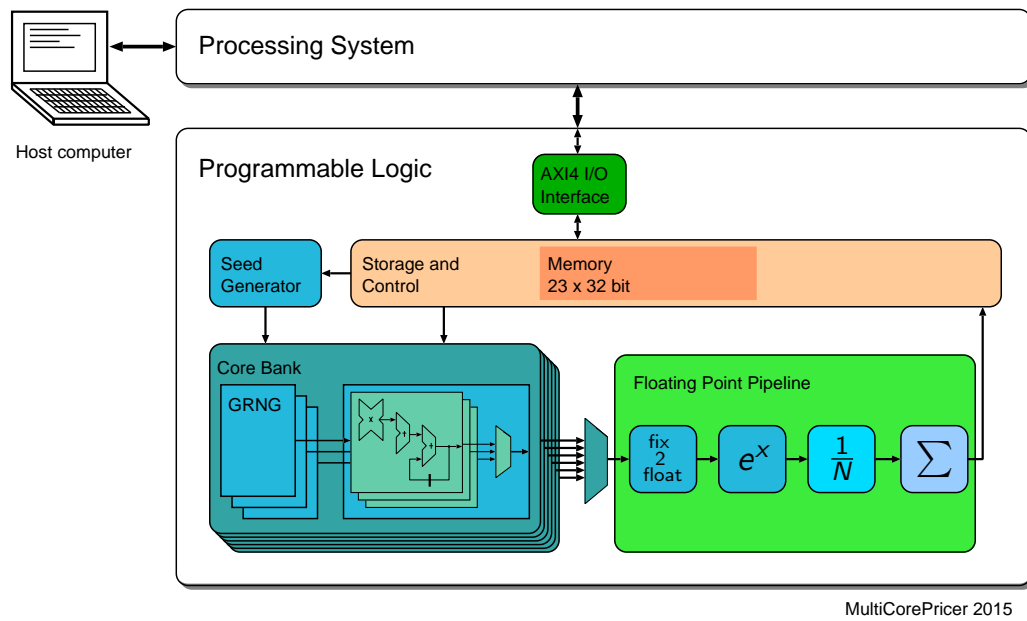 Processing System
Host computer
Programmable Logic
AXI4 I/O
Interface
Seed
Generator
Storage and
Control
Memory
23 x 32 bit
Core Bank
GRNG
x
+
+
Floating Point Pipeline
fix
2
float
e^x
1
N
∑
MultiCorePricer 2015